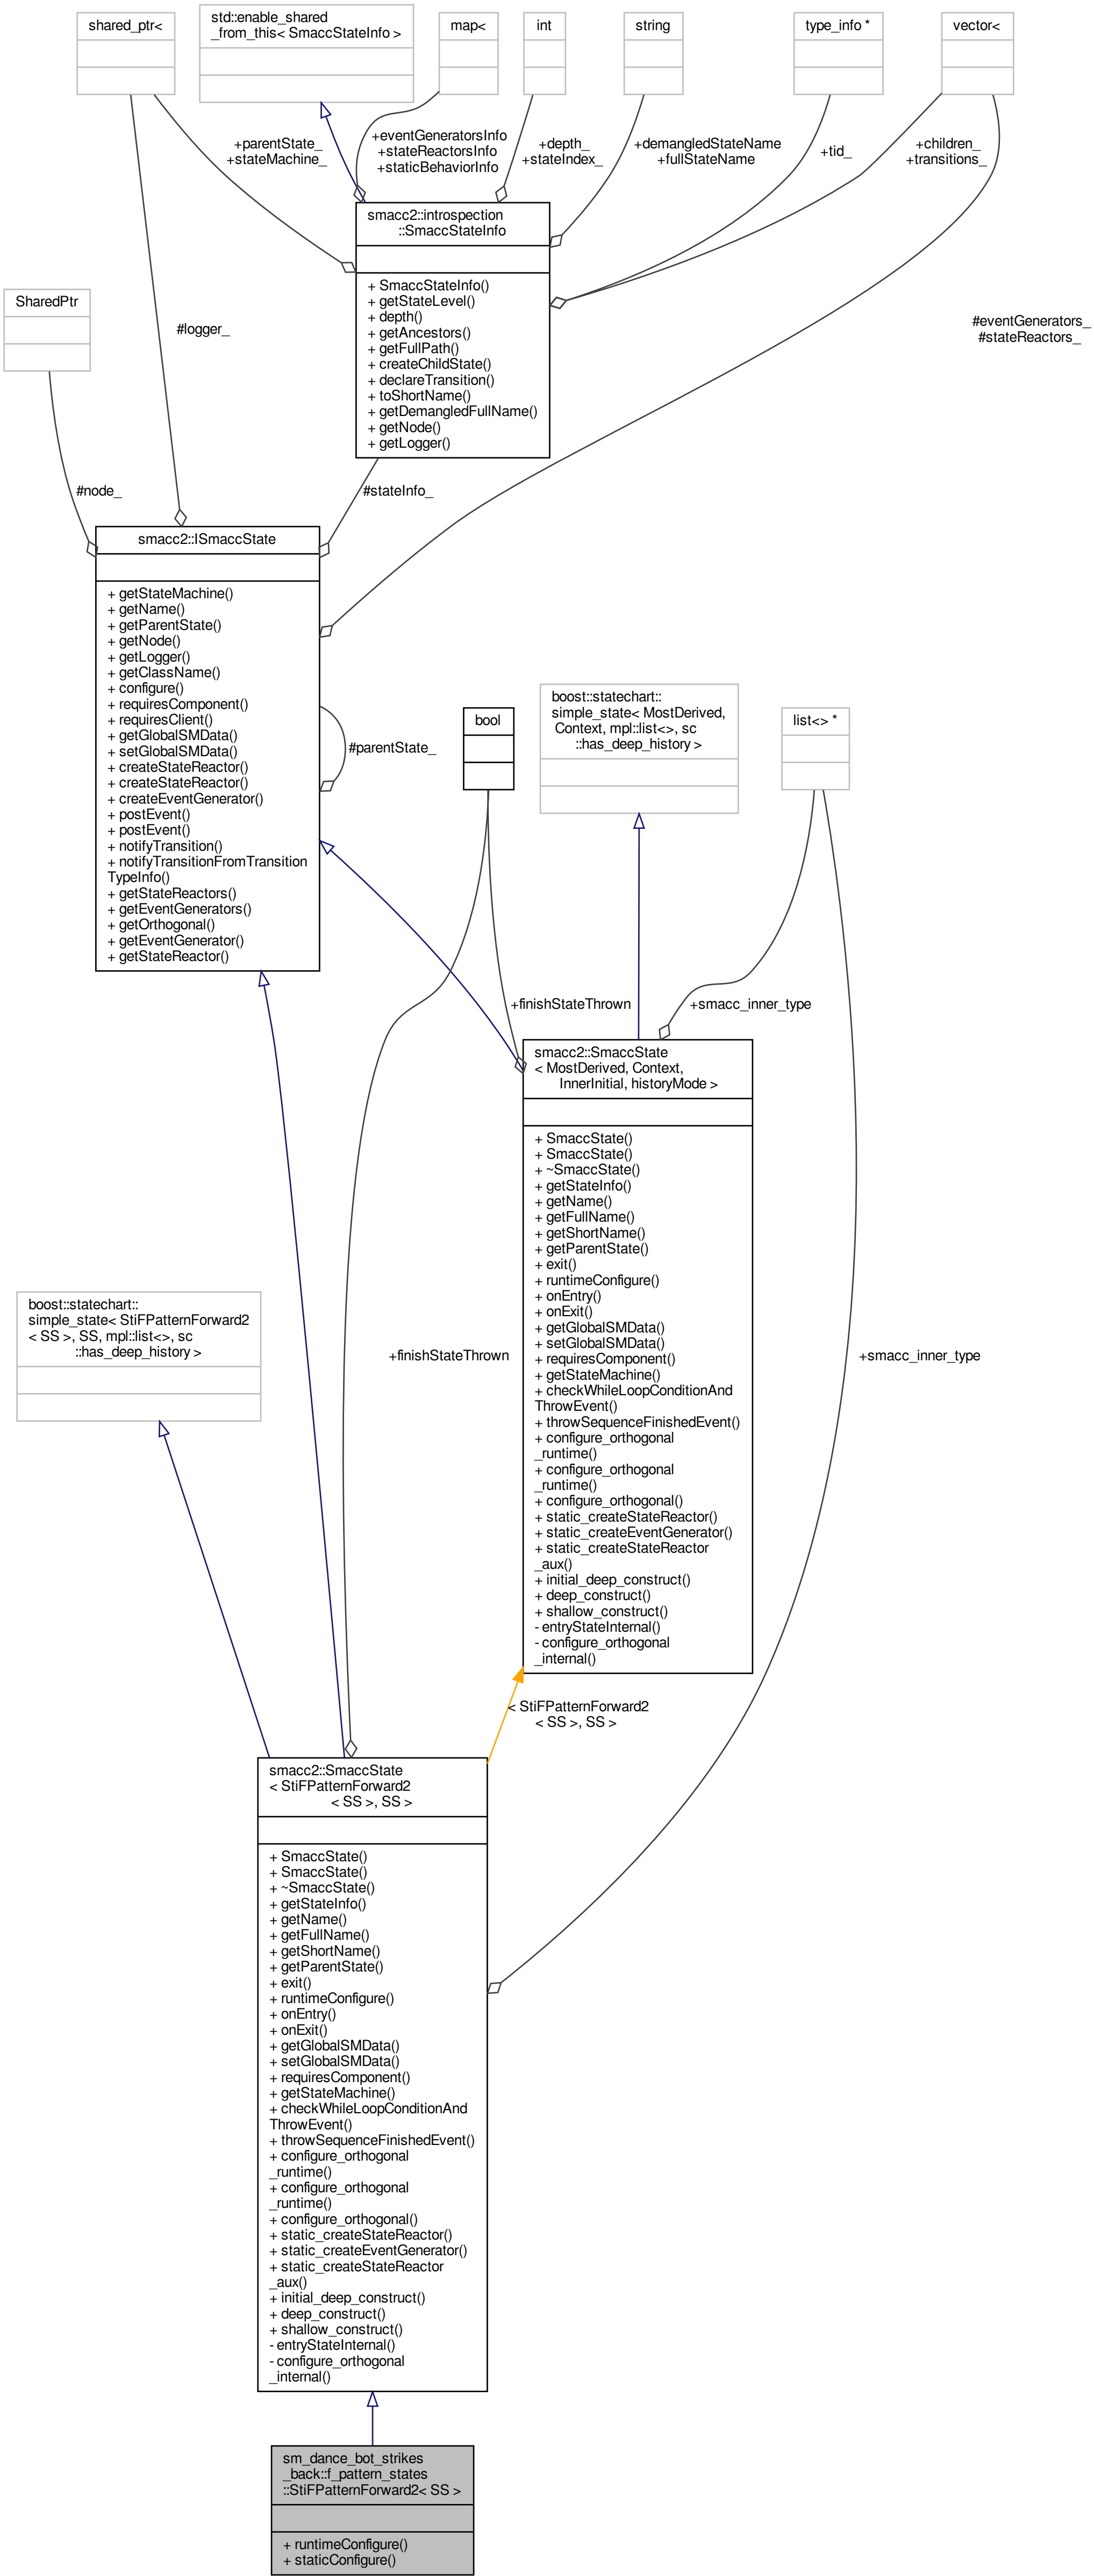 shared_ptr<
std::enable_shared
_from_this< SmaccStateInfo >
map<
int
string
type_info *
vector<
+parentState_
+stateMachine_
+eventGeneratorsInfo
+stateReactorsInfo
+staticBehaviorInfo
+depth_
+stateIndex_
+demangledStateName
+fullStateName
+tid_
+children_
+transitions_
smacc2::introspection
::SmaccStateInfo
+ SmaccStateInfo()
+ getStateLevel()
+ depth()
+ getAncestors()
+ getFullPath()
+ createChildState()
+ declareTransition()
+ toShortName()
+ getDemangledFullName()
+ getNode()
+ getLogger()
SharedPtr
#logger_
#eventGenerators_
#stateReactors_
#node_
#stateInfo_
smacc2::ISmaccState
+ getStateMachine()
+ getName()
+ getParentState()
+ getNode()
+ getLogger()
+ getClassName()
+ configure()
+ requiresComponent()
+ requiresClient()
+ getGlobalSMData()
+ setGlobalSMData()
+ createStateReactor()
+ createStateReactor()
+ createEventGenerator()
+ postEvent()
+ postEvent()
+ notifyTransition()
+ notifyTransitionFromTransition
TypeInfo()
+ getStateReactors()
+ getEventGenerators()
+ getOrthogonal()
+ getEventGenerator()
+ getStateReactor()
#parentState_
bool
boost::statechart::
simple_state< MostDerived,
Context, mpl::list<>, sc
::has_deep_history >
list<> *
+finishStateThrown
+smacc_inner_type
smacc2::SmaccState
< MostDerived, Context,
InnerInitial, historyMode >
+ SmaccState()
+ SmaccState()
+ ~SmaccState()
+ getStateInfo()
+ getName()
+ getFullName()
+ getShortName()
+ getParentState()
+ exit()
+ runtimeConfigure()
+ onEntry()
+ onExit()
+ getGlobalSMData()
+ setGlobalSMData()
+ requiresComponent()
+ getStateMachine()
+ checkWhileLoopConditionAnd
ThrowEvent()
+ throwSequenceFinishedEvent()
+ configure_orthogonal
_runtime()
+ configure_orthogonal
_runtime()
+ configure_orthogonal()
+ static_createStateReactor()
+ static_createEventGenerator()
+ static_createStateReactor
_aux()
+ initial_deep_construct()
+ deep_construct()
+ shallow_construct()
- entryStateInternal()
- configure_orthogonal
_internal()
boost::statechart::
simple_state< StiFPatternForward2
< SS >, SS, mpl::list<>, sc
::has_deep_history >
+finishStateThrown
+smacc_inner_type
< StiFPatternForward2
< SS >, SS >
smacc2::SmaccState
< StiFPatternForward2
< SS >, SS >
+ SmaccState()
+ SmaccState()
+ ~SmaccState()
+ getStateInfo()
+ getName()
+ getFullName()
+ getShortName()
+ getParentState()
+ exit()
+ runtimeConfigure()
+ onEntry()
+ onExit()
+ getGlobalSMData()
+ setGlobalSMData()
+ requiresComponent()
+ getStateMachine()
+ checkWhileLoopConditionAnd
ThrowEvent()
+ throwSequenceFinishedEvent()
+ configure_orthogonal
_runtime()
+ configure_orthogonal
_runtime()
+ configure_orthogonal()
+ static_createStateReactor()
+ static_createEventGenerator()
+ static_createStateReactor
_aux()
+ initial_deep_construct()
+ deep_construct()
+ shallow_construct()
- entryStateInternal()
- configure_orthogonal
_internal()
sm_dance_bot_strikes
_back::f_pattern_states
::StiFPatternForward2< SS >
+ runtimeConfigure()
+ staticConfigure()